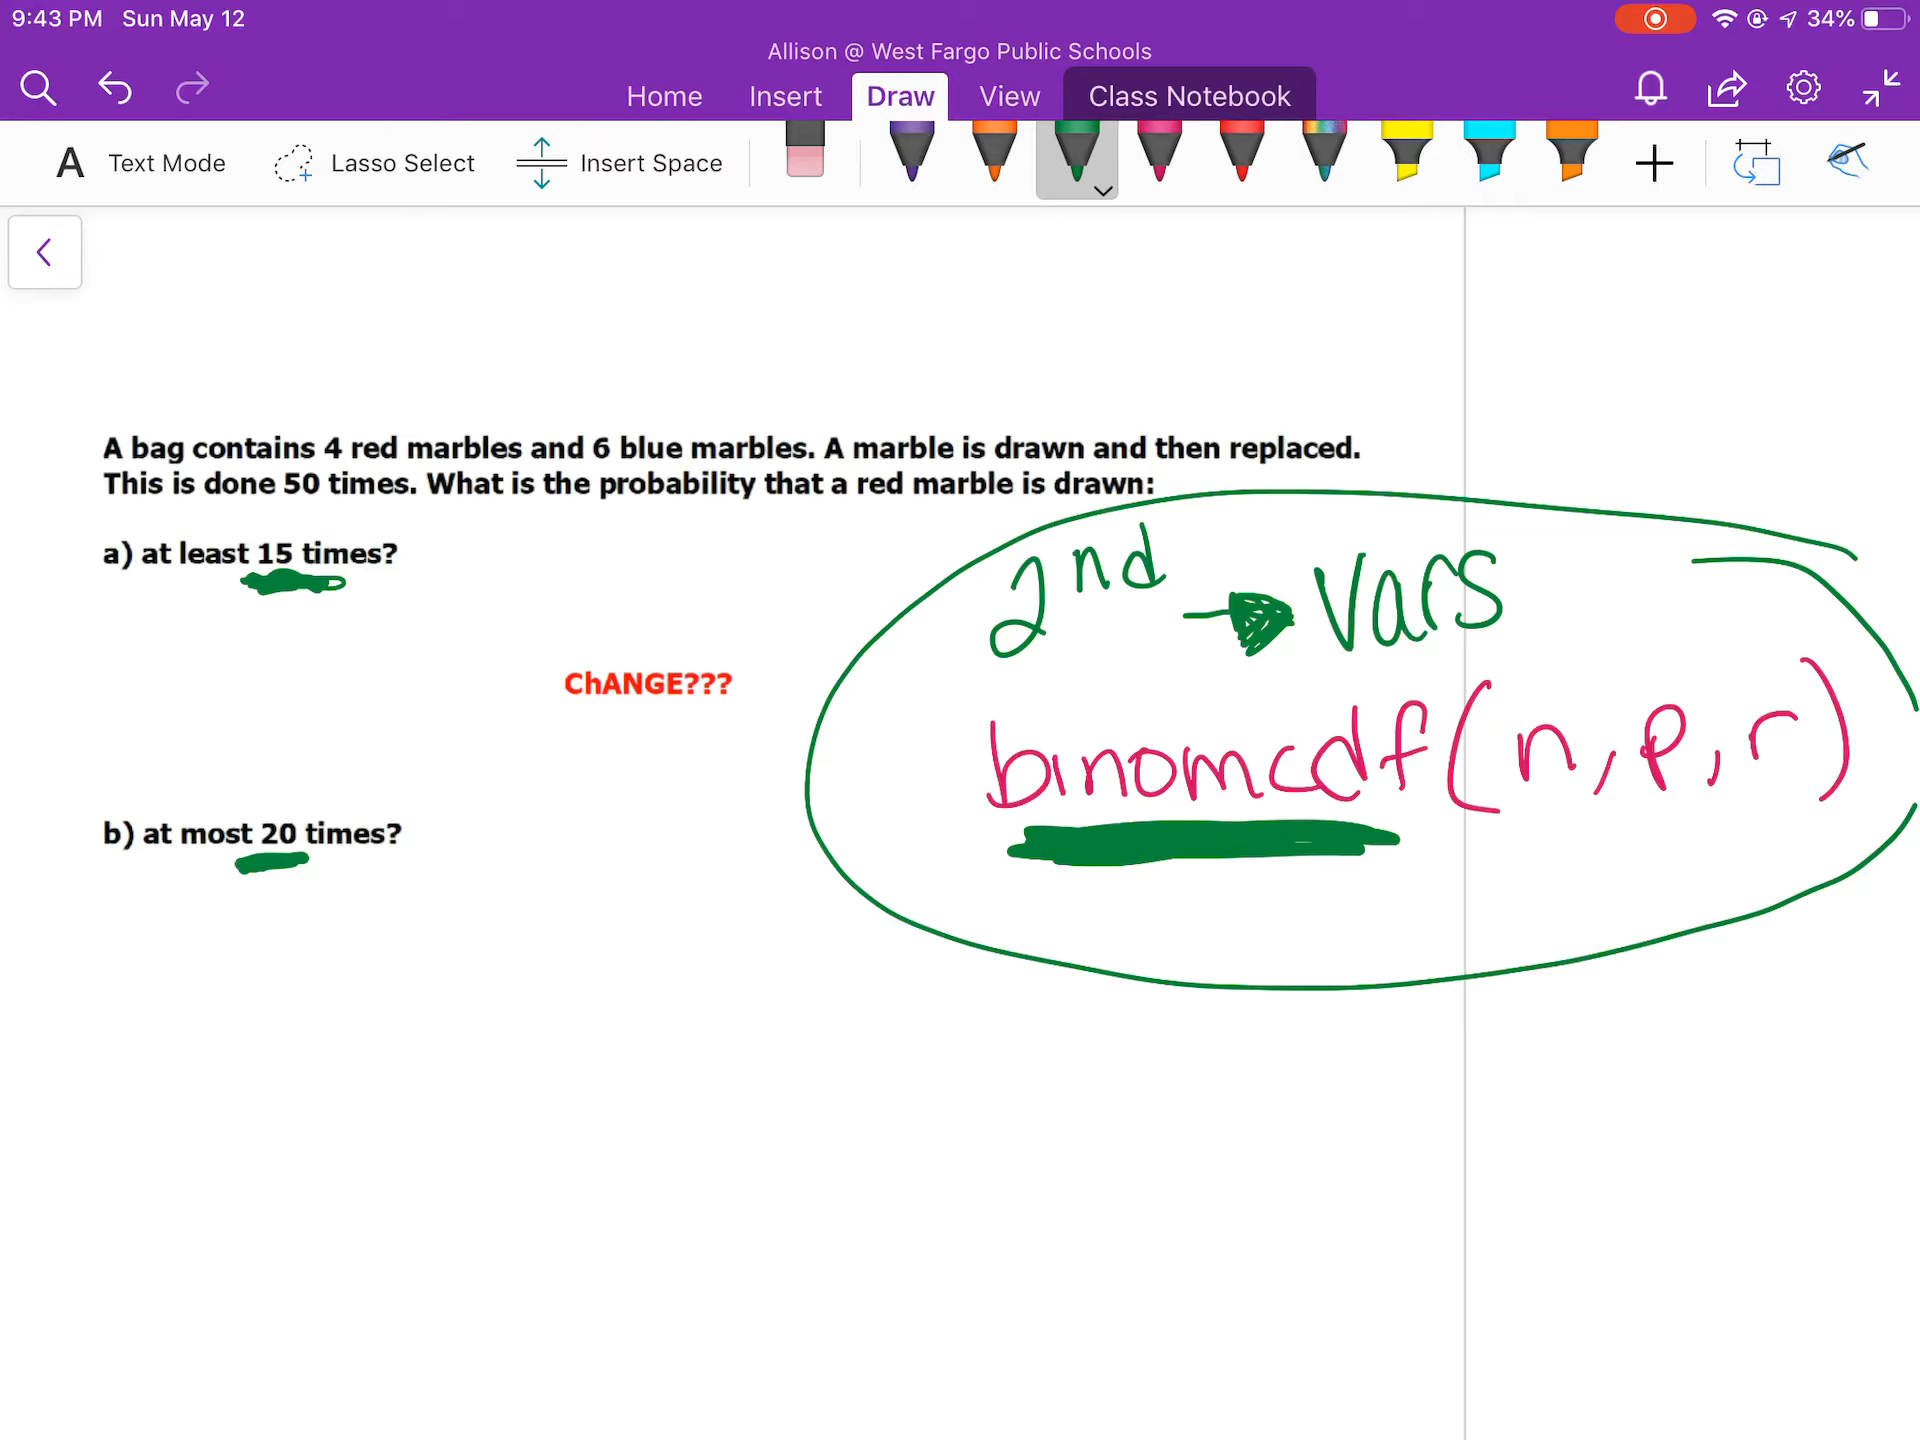 9:43 PM Sun May 12
34%
Allison @ West Fargo Public Schools
Home Insert Draw View Class Notebook
A Text Mode Lasso Select Insert Space
A bag contains 4 red marbles and 6 blue marbles. A marble is drawn and then replaced.
This is done 50 times. What is the probability that a red marble is drawn:
a) at least 15 times?
2nd → Vars
ChANGE???
binomcdf(n, p, r)
b) at most 20 times?